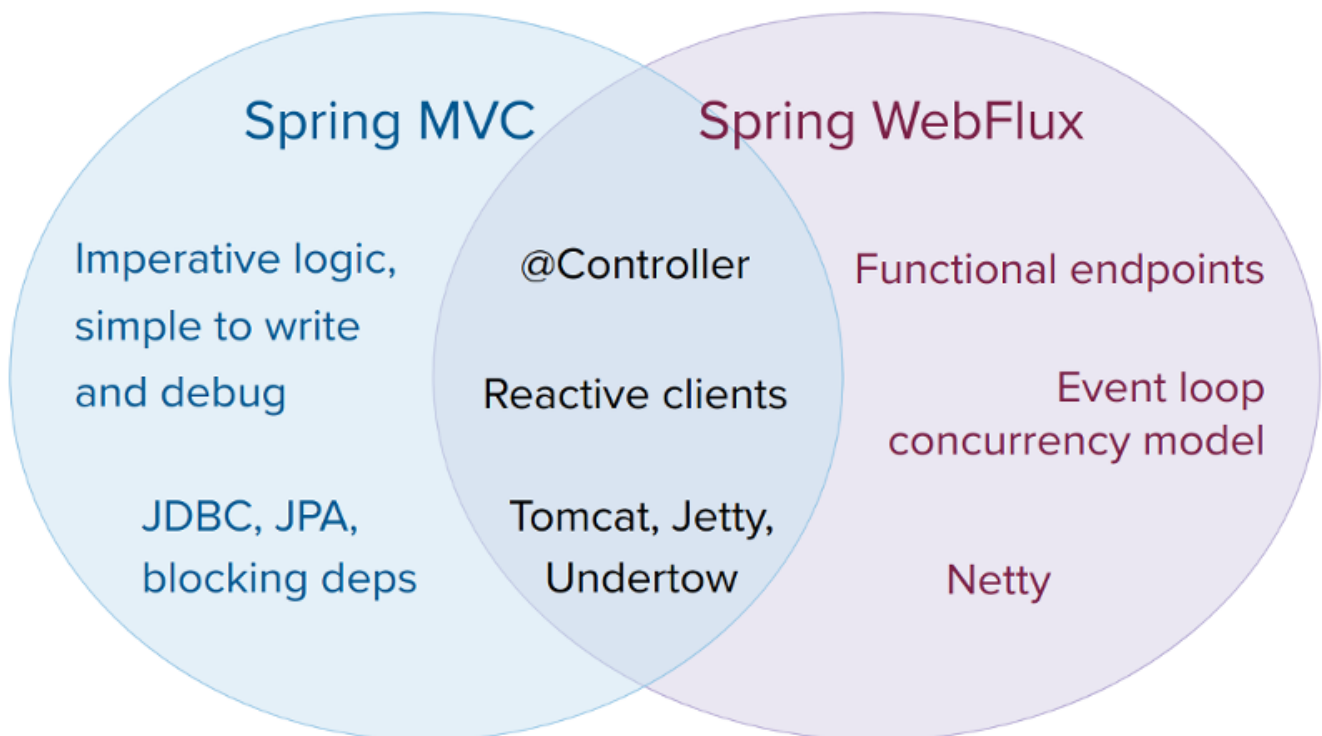 Spring MVC
Spring WebFlux
Imperative logic,
simple to write
and debug
JDBC, JPA,
blocking deps
@Controller
Reactive clients
Tomcat, Jetty,
Undertow
Functional endpoints
Event loop
concurrency model
Netty